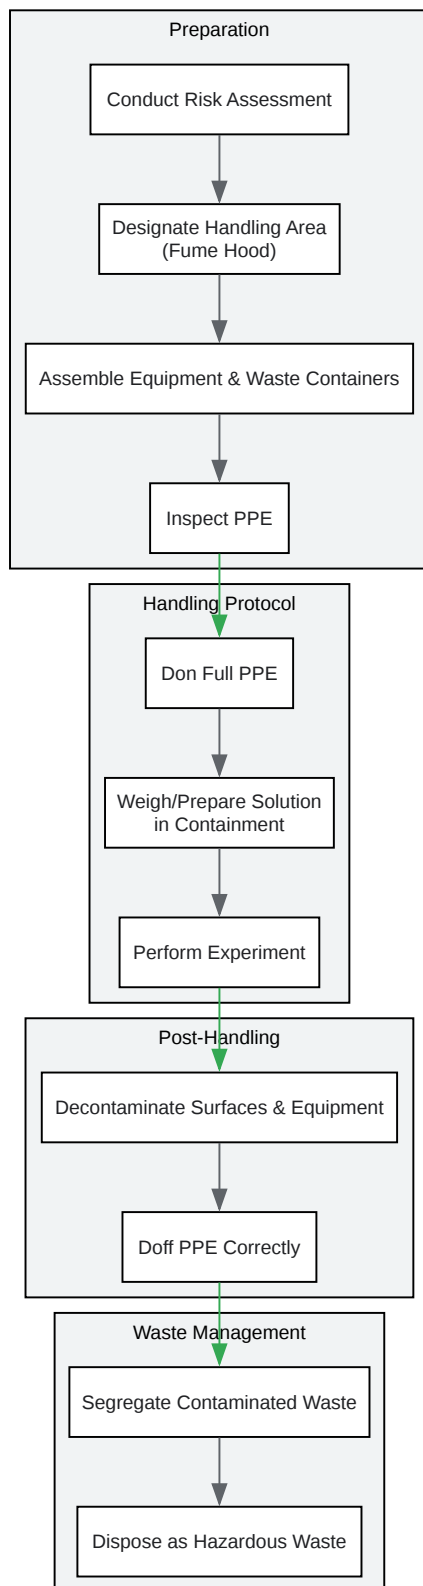 Preparation
Conduct Risk Assessment
Designate Handling Area
(Fume Hood)
Assemble Equipment & Waste Containers
Inspect PPE
Handling Protocol
Don Full PPE
Weigh/Prepare Solution
in Containment
Perform Experiment
Post-Handling
Decontaminate Surfaces & Equipment
Doff PPE Correctly
Waste Management
Segregate Contaminated Waste
Dispose as Hazardous Waste